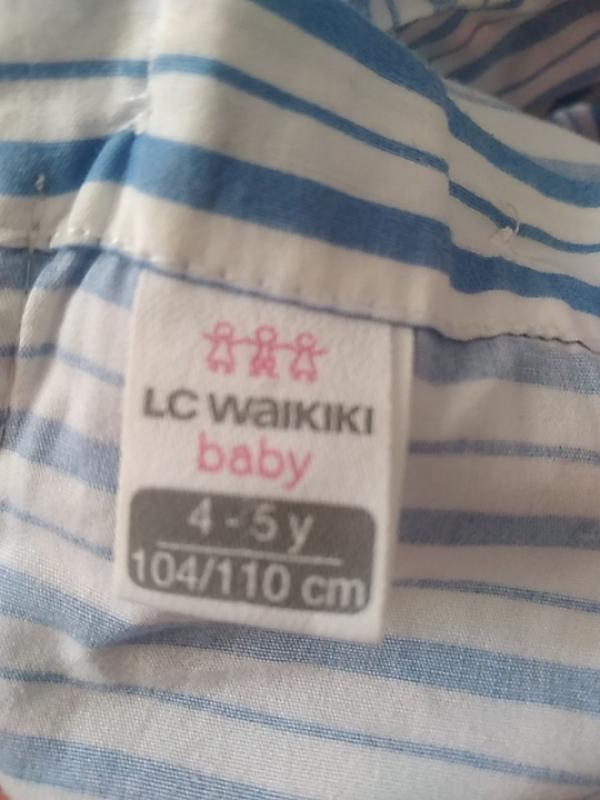 LC WAIKIKI
baby
4 - 5 y
104/110 cm